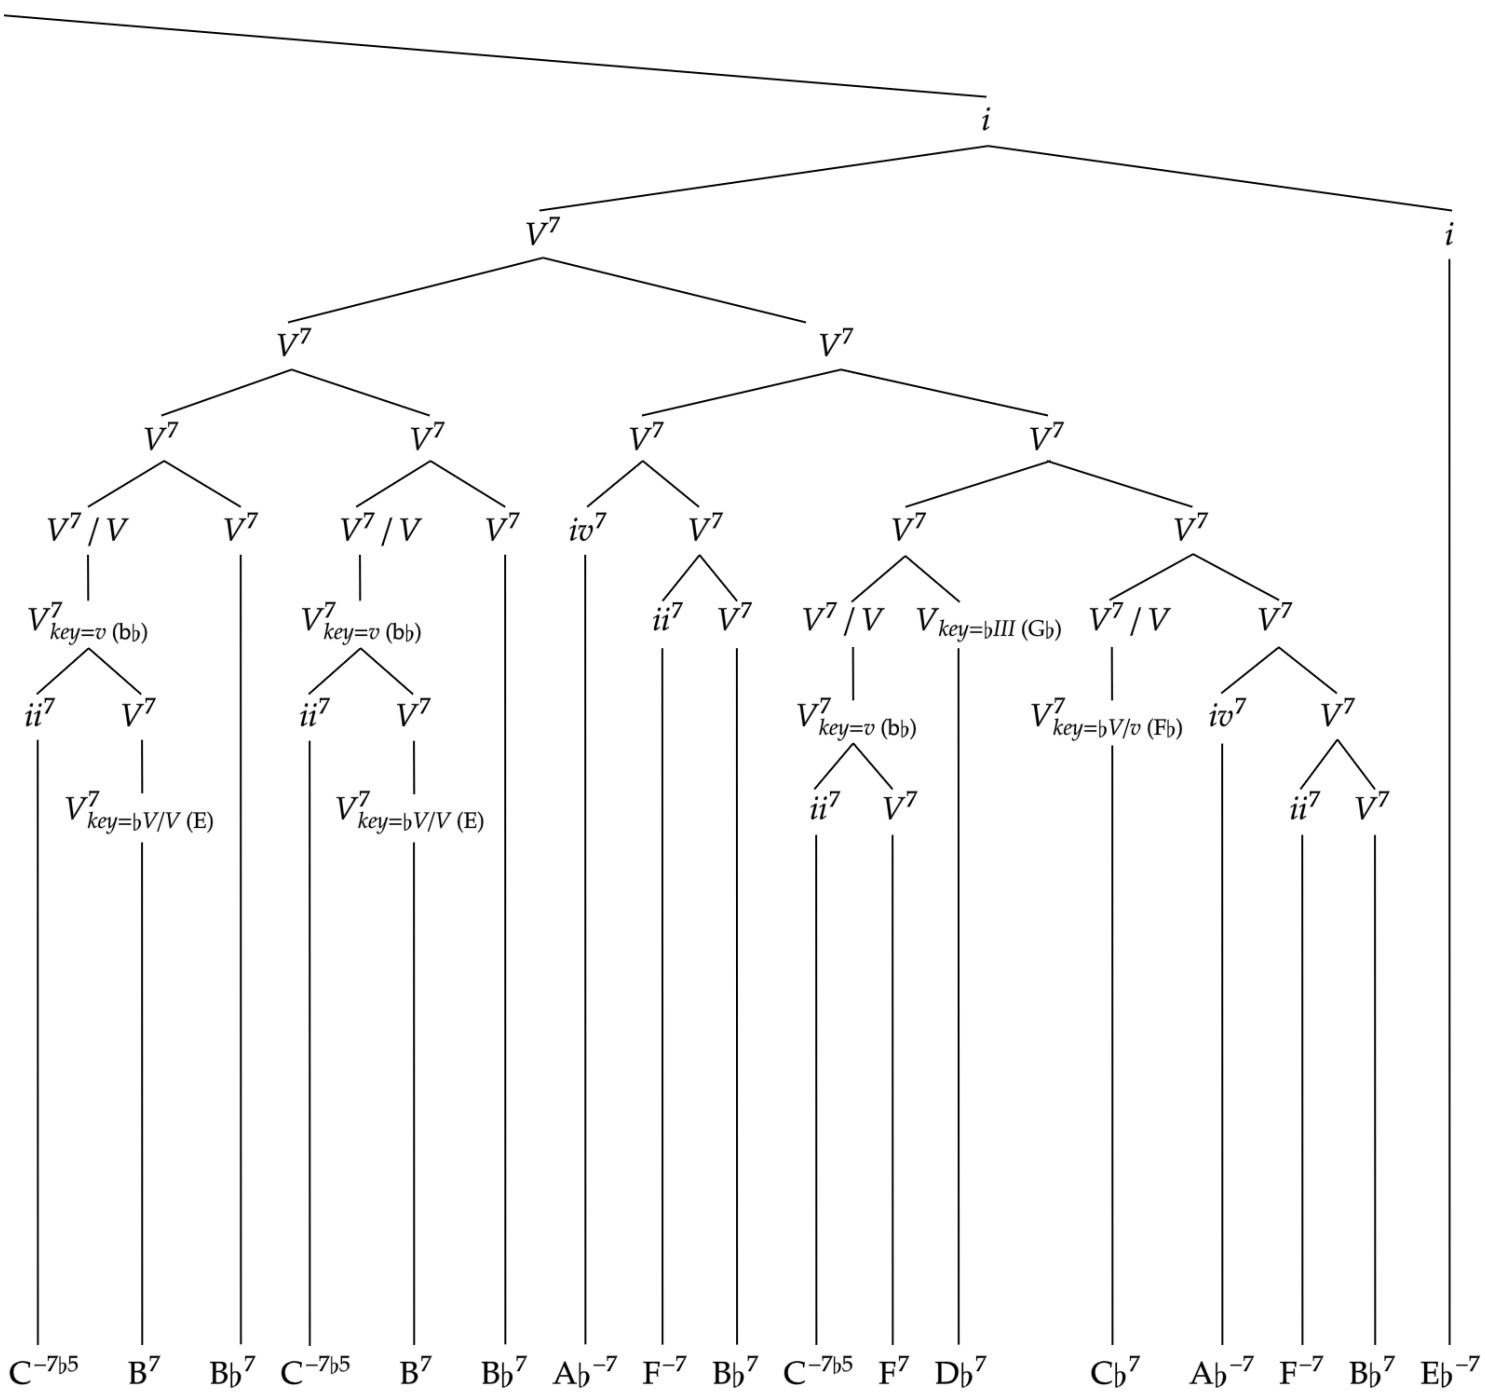 i
V⁷ i
V⁷ V⁷
V⁷ V⁷ V⁷ V⁷
V⁷/V V⁷ V⁷/V V⁷ iv⁷ V⁷ V⁷ V⁷
V⁷key=v (b♭) V⁷key=v (b♭) ii⁷ V⁷ V⁷/V Vkey=♭III (G♭) V⁷/V V⁷
ii⁷ V⁷ ii⁷ V⁷ V⁷key=v (b♭) V⁷key=♭V/v (F♭) iv⁷ V⁷
V⁷key=♭V/V (E) V⁷key=♭V/V (E) ii⁷ V⁷ ii⁷ V⁷
C⁻⁷♭⁵ B⁷ B♭⁷ C⁻⁷♭⁵ B⁷ B♭⁷ A♭⁻⁷ F⁻⁷ B♭⁷ C⁻⁷♭⁵ F⁷ D♭⁷ C♭⁷ A♭⁻⁷ F⁻⁷ B♭⁷ E♭⁻⁷